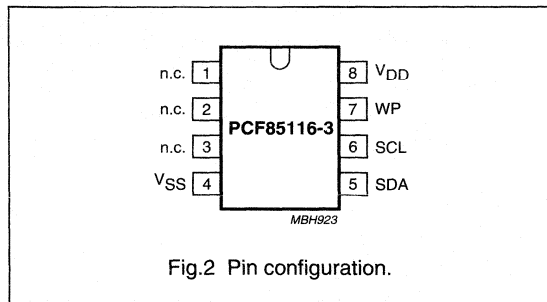 n.c. 1 8 VDD
n.c. 2 7 WP
PCF85116-3
n.c. 3 6 SCL
VSS 4 5 SDA
MBH923
Fig.2 Pin configuration.